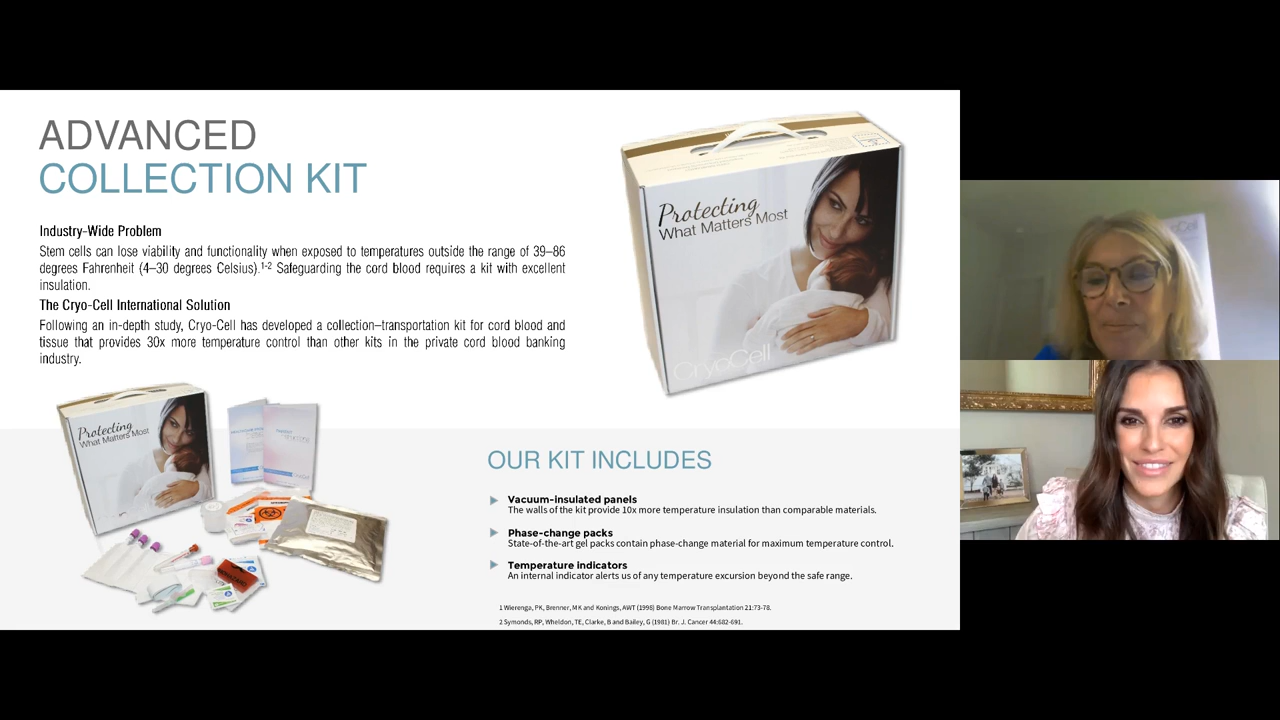 ADVANCED
COLLECTION KIT
Industry-Wide Problem
Stem cells can lose viability and functionality when exposed to temperatures outside the range of 39–86
degrees Fahrenheit (4–30 degrees Celsius).¹⁻² Safeguarding the cord blood requires a kit with excellent
insulation.
The Cryo-Cell International Solution
Following an in-depth study, Cryo-Cell has developed a collection–transportation kit for cord blood and
tissue that provides 30x more temperature control than other kits in the private cord blood banking
industry.
Protecting
What Matters Most
CryoCell
Protecting
What Matters Most
OUR KIT INCLUDES
Vacuum-insulated panels
The walls of the kit provide 10x more temperature insulation than comparable materials.
Phase-change packs
State-of-the-art gel packs contain phase-change material for maximum temperature control.
Temperature indicators
An internal indicator alerts us of any temperature excursion beyond the safe range.
1 Wierenga, PK, Brenner, MK and Konings, AWT (1998) Bone Marrow Transplantation 21:73-78.
2 Symonds, RP, Wheldon, TE, Clarke, B and Bailey, G (1981) Br. J. Cancer 44:682-691.